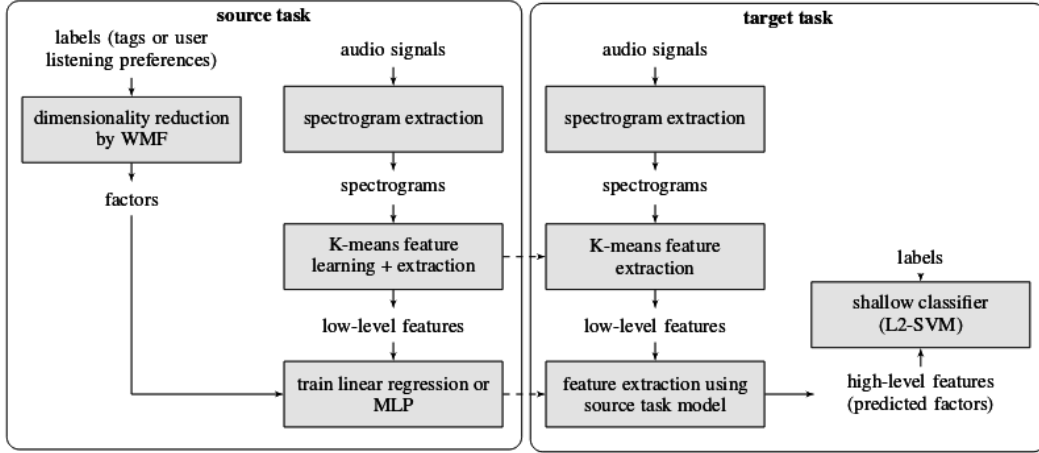 source task
labels (tags or user
listening preferences)
dimensionality reduction
by WMF
factors
audio signals
spectrogram extraction
spectrograms
K-means feature
learning + extraction
low-level features
train linear regression or
MLP
target task
audio signals
spectrogram extraction
spectrograms
K-means feature
extraction
low-level features
feature extraction using
source task model
labels
shallow classifier
(L2-SVM)
high-level features
(predicted factors)